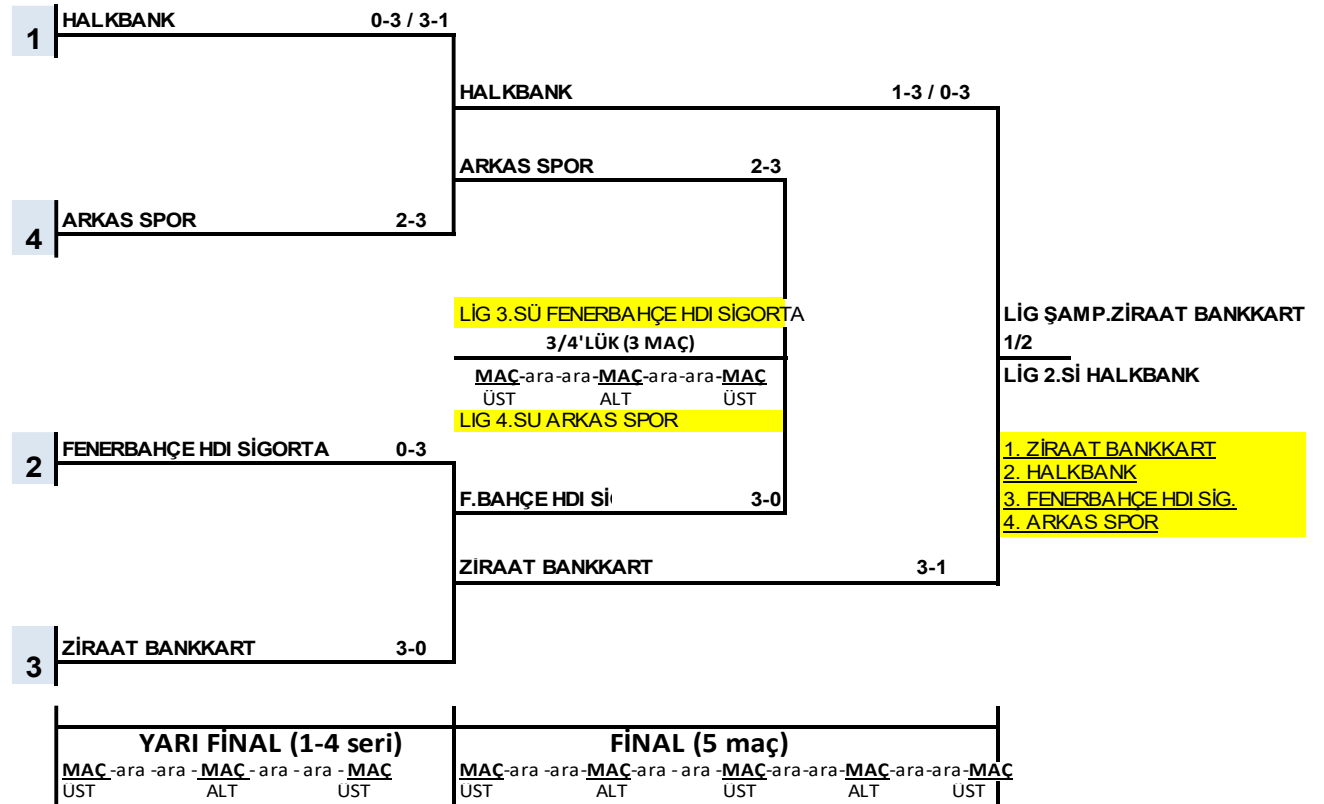 1 HALKBANK 0-3 / 3-1
HALKBANK 1-3 / 0-3
ARKAS SPOR 2-3
4 ARKAS SPOR 2-3
LİG 3.SÜ FENERBAHÇE HDI SİGORTA
3/4'LÜK (3 MAÇ)
MAÇ-ara-ara-MAÇ-ara-ara-MAÇ
ÜST ALT ÜST
LIG 4.SU ARKAS SPOR
LİG ŞAMP.ZİRAAT BANKKART
1/2
LİG 2.Sİ HALKBANK
2 FENERBAHÇE HDI SİGORTA 0-3
F.BAHÇE HDI Sİ 3-0
1. ZİRAAT BANKKART
2. HALKBANK
3. FENERBAHÇE HDI SİG.
4. ARKAS SPOR
ZİRAAT BANKKART 3-1
3 ZİRAAT BANKKART 3-0
YARI FİNAL (1-4 seri)
MAÇ -ara -ara - MAÇ - ara - ara - MAÇ
ÜST ALT ÜST
FİNAL (5 maç)
MAÇ-ara -ara-MAÇ-ara - ara -MAÇ-ara-ara-MAÇ-ara-ara-MAÇ
ÜST ALT ÜST ALT ÜST